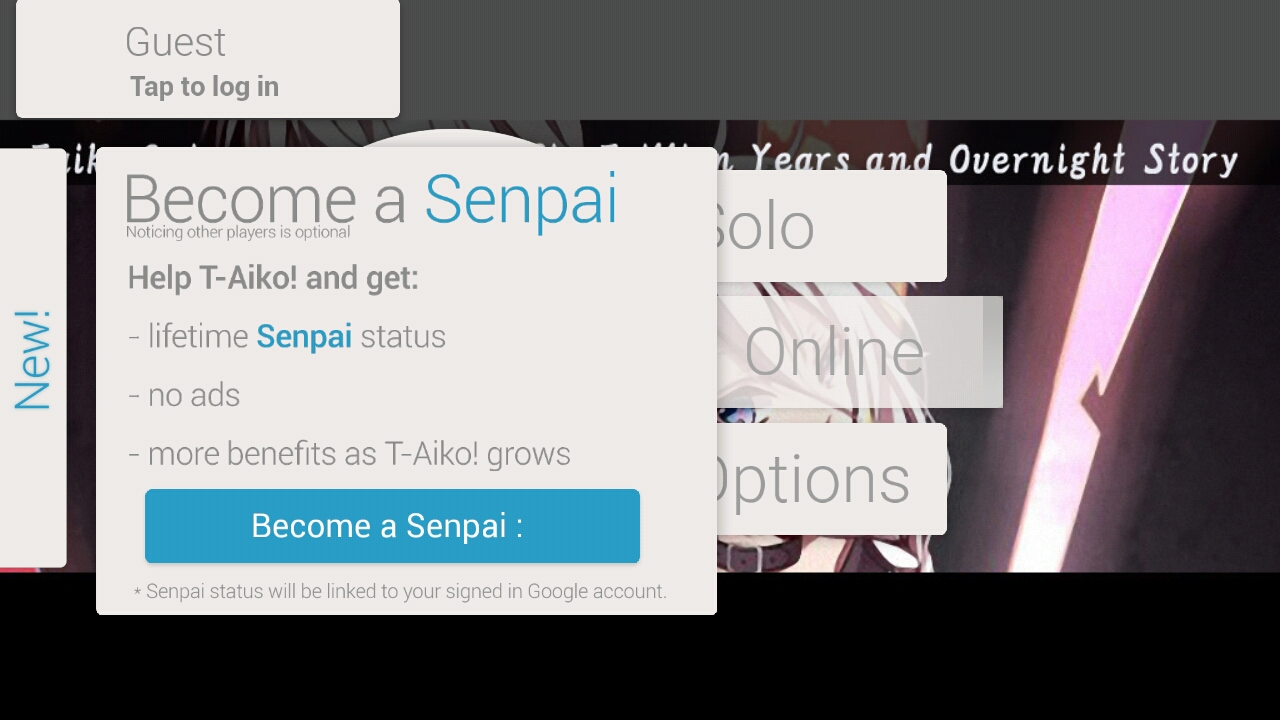 Guest
Tap to log in
Years and Overnight Story
New!
Become a Senpai
Noticing other players is optional
Help T-Aiko! and get:
- lifetime Senpai status
- no ads
- more benefits as T-Aiko! grows
Become a Senpai :
* Senpai status will be linked to your signed in Google account.
Solo
Online
Options